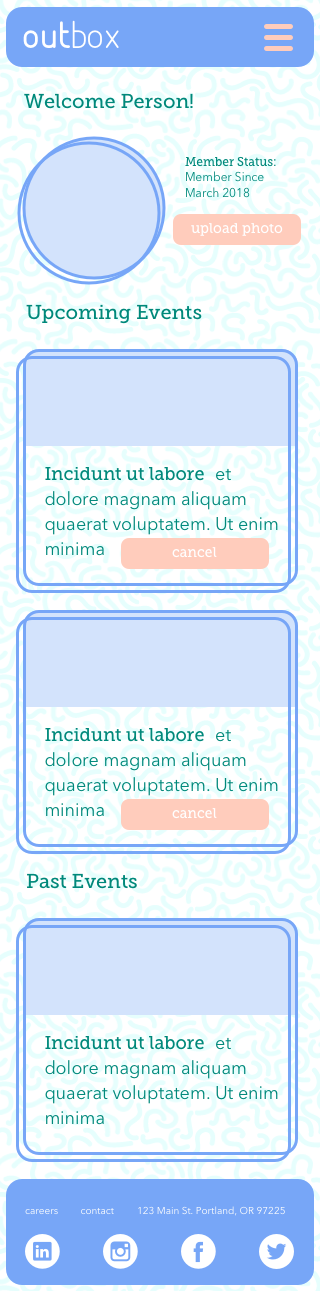 outbox
Welcome Person!
Member Status:
Member Since
March 2018
upload photo
Upcoming Events
Incidunt ut labore et
dolore magnam aliquam
quaerat voluptatem. Ut enim
minima
cancel
Incidunt ut labore et
dolore magnam aliquam
quaerat voluptatem. Ut enim
minima
cancel
Past Events
Incidunt ut labore et
dolore magnam aliquam
quaerat voluptatem. Ut enim
minima
careers contact 123 Main St. Portland, OR 97225